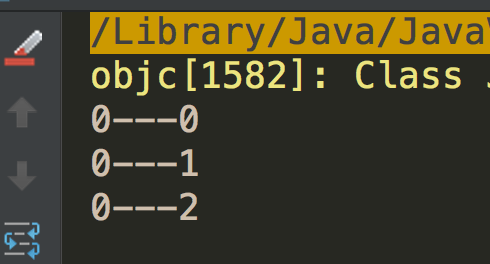 /Library/Java/Java
objc[1582]: Class
0---0
0---1
0---2